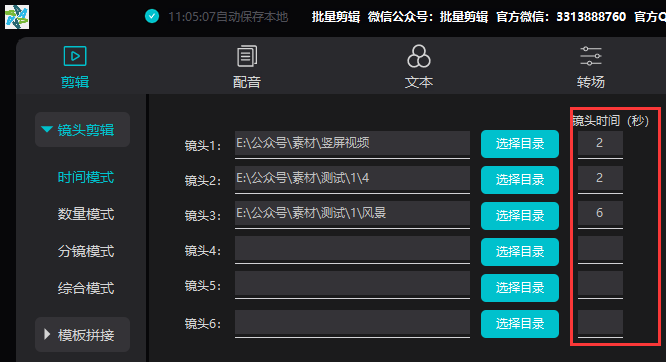 11:05:07自动保存本地 批量剪辑 微信公众号：批量剪辑 官方微信：3313888760 官方Q
剪辑 配音 文本 转场
镜头剪辑
时间模式
数量模式
分镜模式
综合模式
模板拼接
镜头时间（秒）
镜头1： E:\公众号\素材\竖屏视频 选择目录 2
镜头2： E:\公众号\素材\测试\1\4 选择目录 2
镜头3： E:\公众号\素材\测试\1\风景 选择目录 6
镜头4： 选择目录
镜头5： 选择目录
镜头6： 选择目录